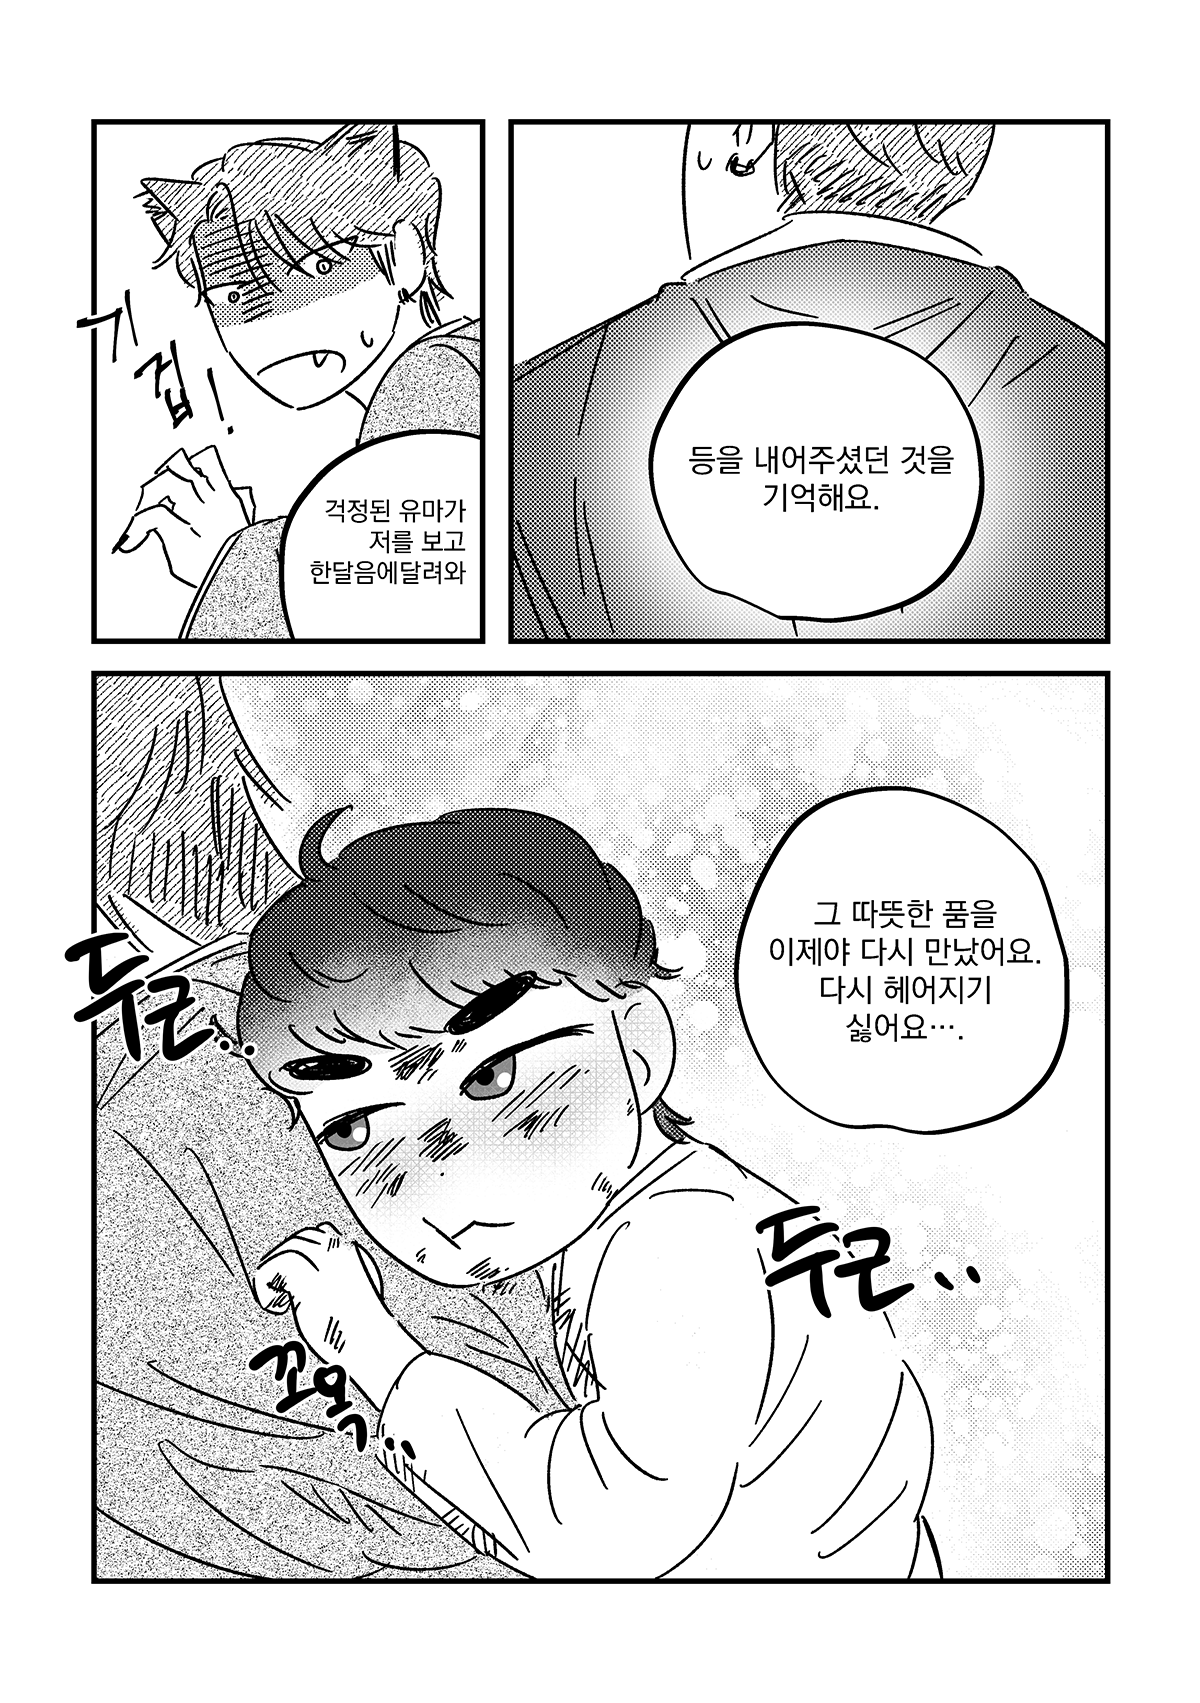 기
겁!
걱정된 유마가
저를 보고
한달음에달려와
등을 내어주셨던 것을
기억해요.
그 따뜻한 품을
이제야 다시 만났어요.
다시 헤어지기
싫어요….
두근..
두근..
꼬옥..